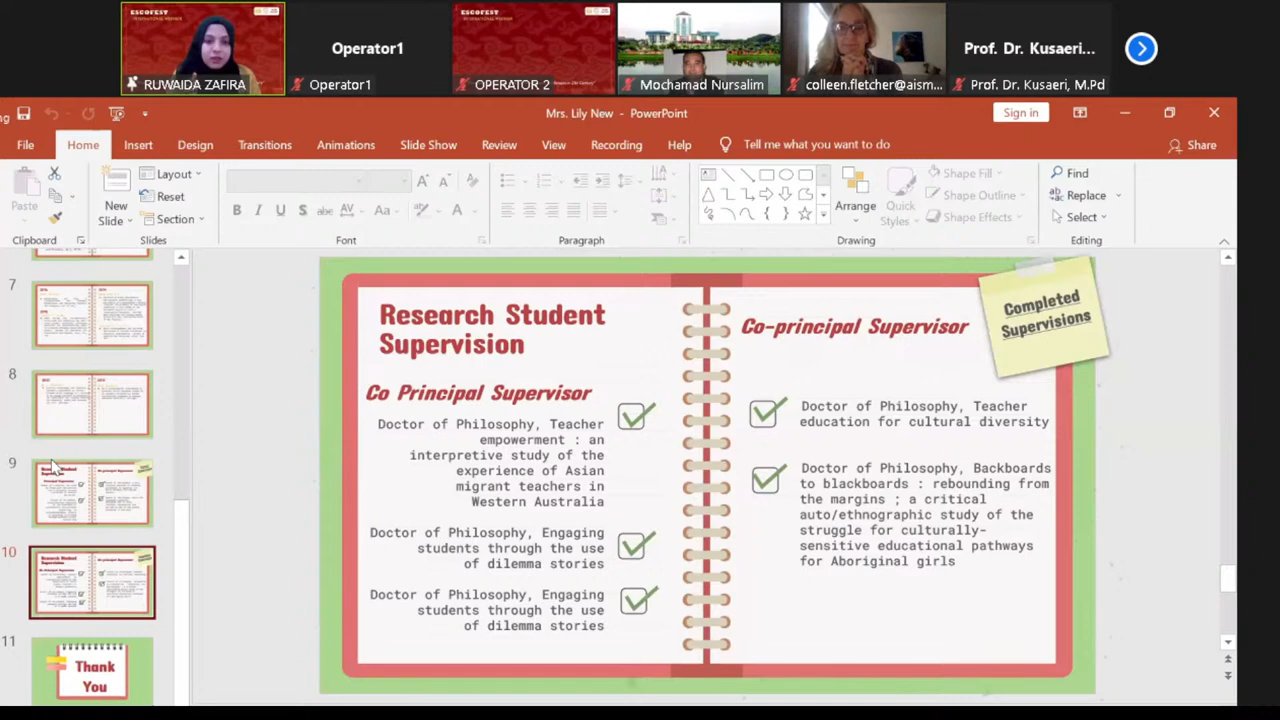 ESCOFEST
INTERNATIONAL WEBINAR
RUWAIDA ZAFIRA
Operator1
Operator1
ESCOFEST
OPERATOR 2
Mochamad Nursalim
colleen.fletcher@aism...
Prof. Dr. Kusaeri,...
Prof. Dr. Kusaeri, M.Pd
Mrs. Lily New - PowerPoint
Sign in
File
Home
Insert
Design
Transitions
Animations
Slide Show
Review
View
Recording
Help
Tell me what you want to do
Share
Paste
Clipboard
New
Slide
Layout
Reset
Section
Slides
B I U S abc AV Aa A
Font
Paragraph
Arrange
Quick
Styles
Shape Fill
Shape Outline
Shape Effects
Drawing
Find
Replace
Select
Editing
7
8
9
10
11
Thank
You
Research Student
Supervision
Co Principal Supervisor
Doctor of Philosophy, Teacher
empowerment : an
interpretive study of the
experience of Asian
migrant teachers in
Western Australia
Doctor of Philosophy, Engaging
students through the use
of dilemma stories
Doctor of Philosophy, Engaging
students through the use
of dilemma stories
Co-principal Supervisor
Completed
Supervisions
Doctor of Philosophy, Teacher
education for cultural diversity
Doctor of Philosophy, Backboards
to blackboards : rebounding from
the margins ; a critical
auto/ethnographic study of the
struggle for culturally-
sensitive educational pathways
for Aboriginal girls